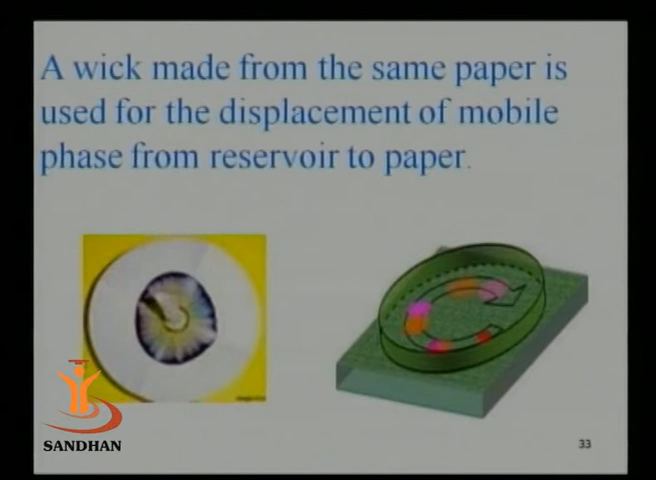 A wick made from the same paper is
used for the displacement of mobile
phase from reservoir to paper.
SANDHAN
33